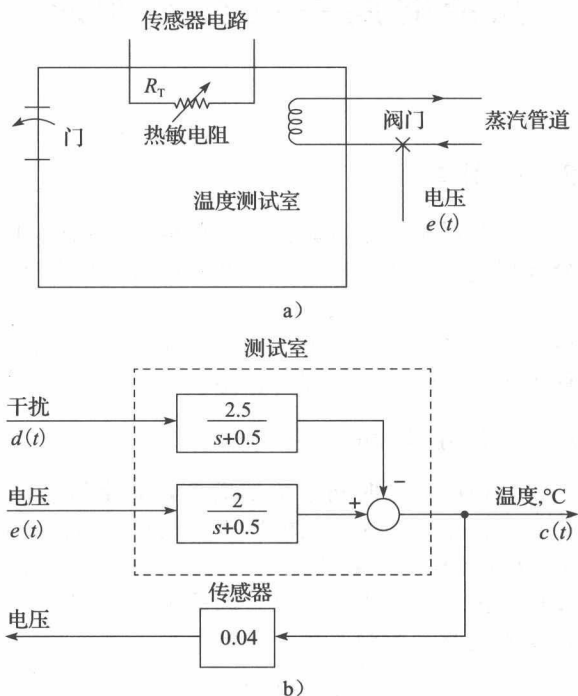 传感器电路
R_T
门
热敏电阻
阀门
蒸汽管道
温度测试室
电压
e(t)
a）
测试室
干扰
d(t)
2.5
s+0.5
−
电压
e(t)
2
s+0.5
+
温度,°C
c(t)
传感器
电压
0.04
b）